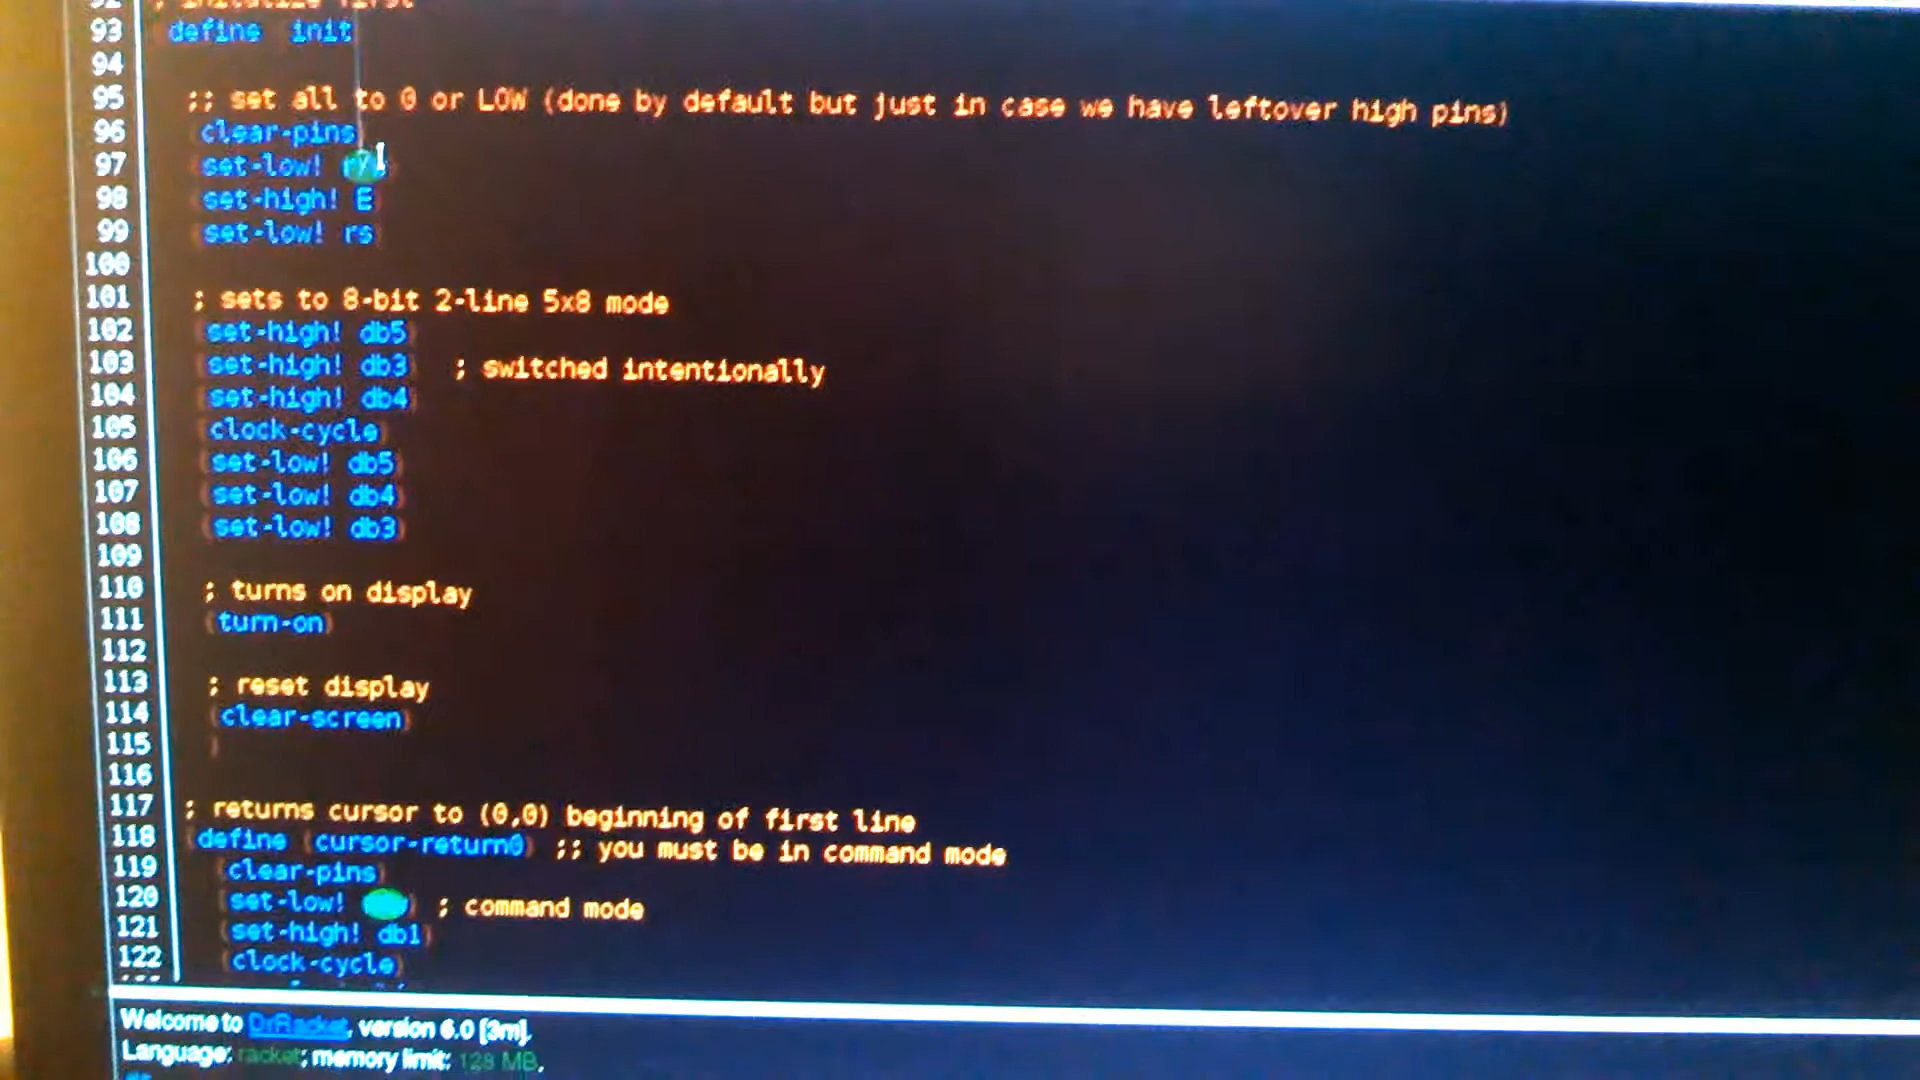 92 ; initialize first
93 define init
94
95 ;; set all to 0 or LOW (done by default but just in case we have leftover high pins)
96 (clear-pins)
97 (set-low!
98 (set-high! E)
99 (set-low! rs)
100
101 ; sets to 8-bit 2-line 5x8 mode
102 (set-high! db5)
103 (set-high! db3) ; switched intentionally
104 (set-high! db4)
105 (clock-cycle)
106 (set-low! db5)
107 (set-low! db4)
108 (set-low! db3)
109
110 ; turns on display
111 (turn-on)
112
113 ; reset display
114 (clear-screen)
115 )
116
117 ; returns cursor to (0,0) beginning of first line
118 (define (cursor-return0) ;; you must be in command mode
119 (clear-pins)
120 (set-low! ) ; command mode
121 (set-high! db1)
122 (clock-cycle)
Welcome to DrRacket, version 6.0 [3m].
Language: racket; memory limit: 128 MB.